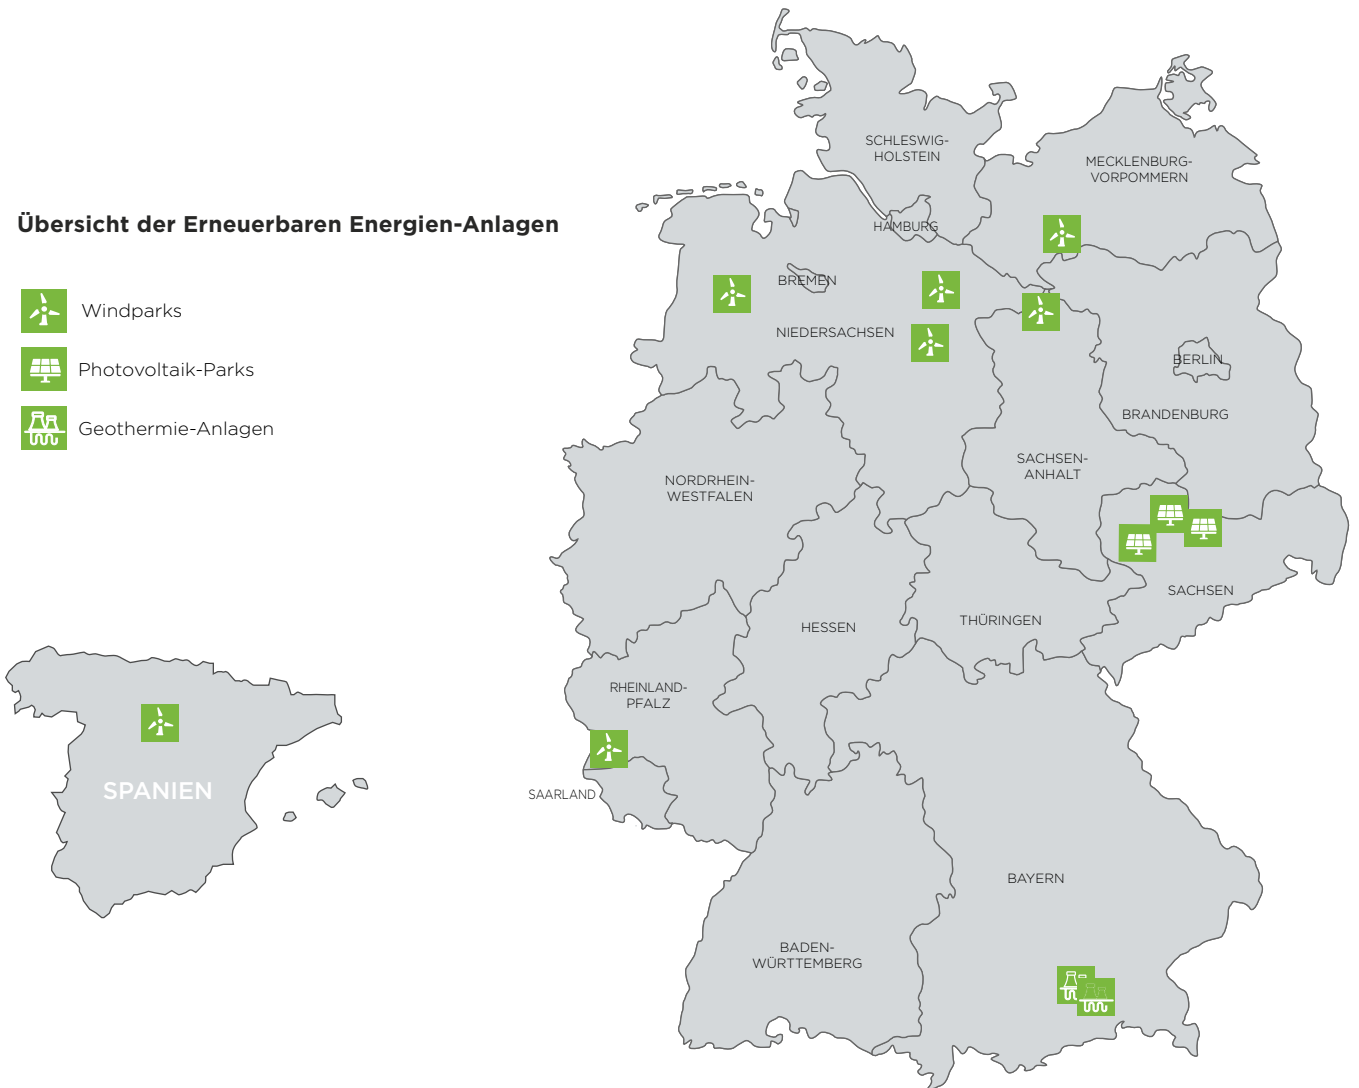 Übersicht der Erneuerbaren Energien-Anlagen
Windparks
Photovoltaik-Parks
Geothermie-Anlagen
SCHLESWIG-
HOLSTEIN
MECKLENBURG-
VORPOMMERN
HAMBURG
BREMEN
NIEDERSACHSEN
BERLIN
BRANDENBURG
SACHSEN-
ANHALT
NORDRHEIN-
WESTFALEN
SACHSEN
THÜRINGEN
HESSEN
RHEINLAND-
PFALZ
SAARLAND
SPANIEN
BAYERN
BADEN-
WÜRTTEMBERG